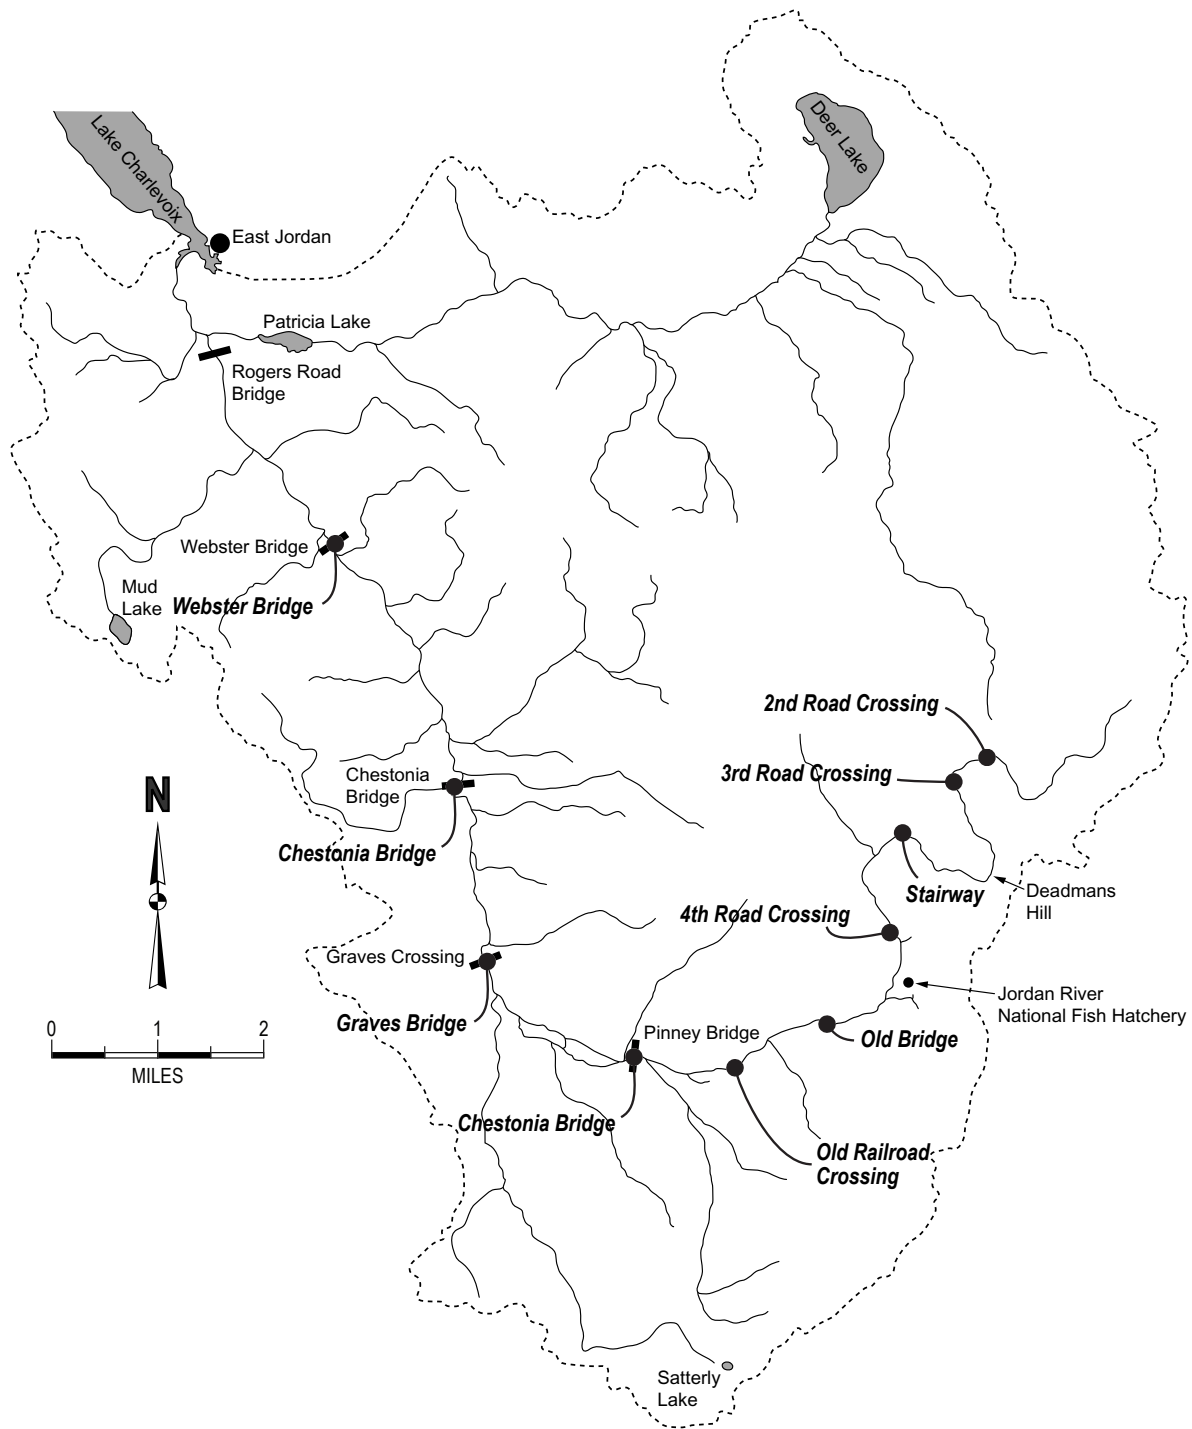 Lake Charlevoix
Deer Lake
East Jordan
Patricia Lake
Rogers Road
Bridge
Webster Bridge
Mud
Lake
Webster Bridge
2nd Road Crossing
3rd Road Crossing
N
Chestonia
Bridge
Chestonia Bridge
Stairway
Deadmans
Hill
4th Road Crossing
Graves Crossing
Jordan River
National Fish Hatchery
Graves Bridge
Pinney Bridge
Old Bridge
0 1 2
MILES
Chestonia Bridge
Old Railroad
Crossing
Satterly
Lake